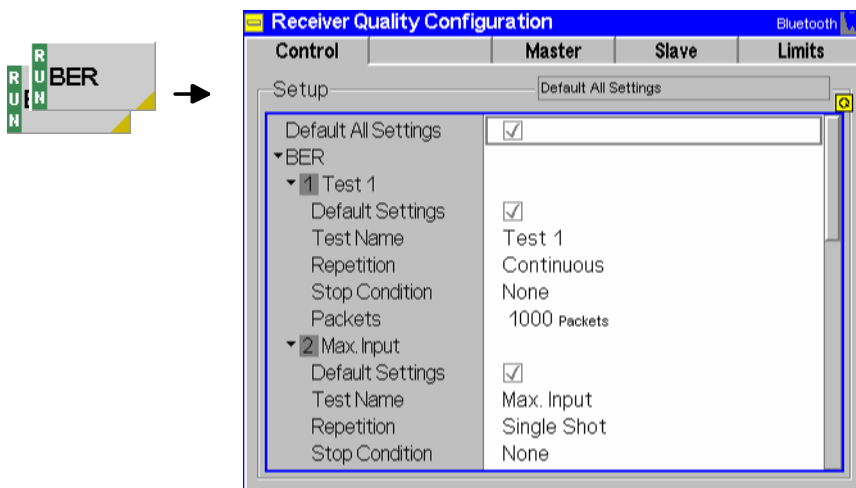 RUN
BER
RUN
Receiver Quality Configuration Bluetooth
Control Master Slave Limits
Setup Default All Settings
Default All Settings
BER
1 Test 1
Default Settings
Test Name Test 1
Repetition Continuous
Stop Condition None
Packets 1000 Packets
2 Max. Input
Default Settings
Test Name Max. Input
Repetition Single Shot
Stop Condition None